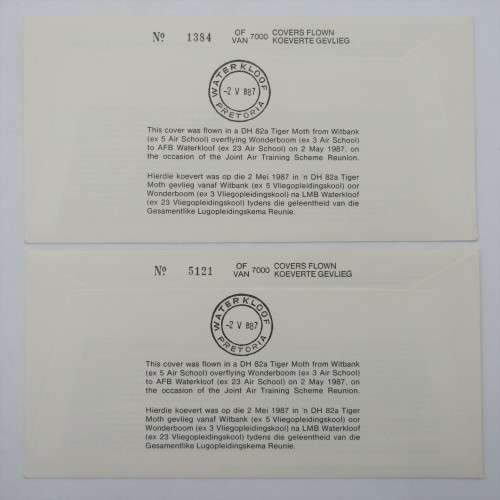 No 1384 OF 7000 COVERS FLOWN
VAN KOEVERTE GEVLIEG
WATERKLOOF
-2 V 887
PRETORIA
This cover was flown in a DH 82a Tiger Moth from Witbank
(ex 5 Air School) overflying Wonderboom (ex 3 Air School)
to AFB Waterkloof (ex 23 Air School) on 2 May 1987, on
the occasion of the Joint Air Training Scheme Reunion.
Hierdie koevert was op die 2 Mei 1987 in 'n DH 82a Tiger
Moth gevlieg vanaf Witbank (ex 5 Vliegopleidingskool) oor
Wonderboom (ex 3 Vliegopleidingskool) na LMB Waterkloof
(ex 23 Vliegopleidingskool) tydens die geleentheid van die
Gesamentlike Lugopleidingskema Reunie.
No 5121 OF 7000 COVERS FLOWN
VAN KOEVERTE GEVLIEG
WATERKLOOF
-2 V 887
PRETORIA
This cover was flown in a DH 82a Tiger Moth from Witbank
(ex 5 Air School) overflying Wonderboom (ex 3 Air School)
to AFB Waterkloof (ex 23 Air School) on 2 May 1987, on
the occasion of the Joint Air Training Scheme Reunion.
Hierdie koevert was op die 2 Mei 1987 in 'n DH 82a Tiger
Moth gevlieg vanaf Witbank (ex 5 Vliegopleidingskool) oor
Wonderboom (ex 3 Vliegopleidingskool) na LMB Waterkloof
(ex 23 Vliegopleidingskool) tydens die geleentheid van die
Gesamentlike Lugopleidingskema Reunie.